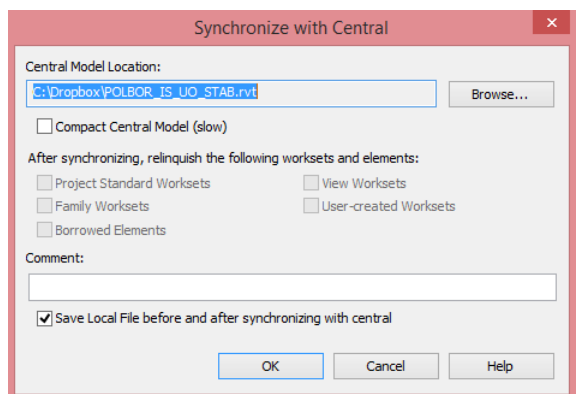 Synchronize with Central
Central Model Location:
C:\Dropbox\POLBOR_IS_UO_STAB.rvt
Browse...
Compact Central Model (slow)
After synchronizing, relinquish the following worksets and elements:
Project Standard Worksets View Worksets
Family Worksets User-created Worksets
Borrowed Elements
Comment:
Save Local File before and after synchronizing with central
OK Cancel Help